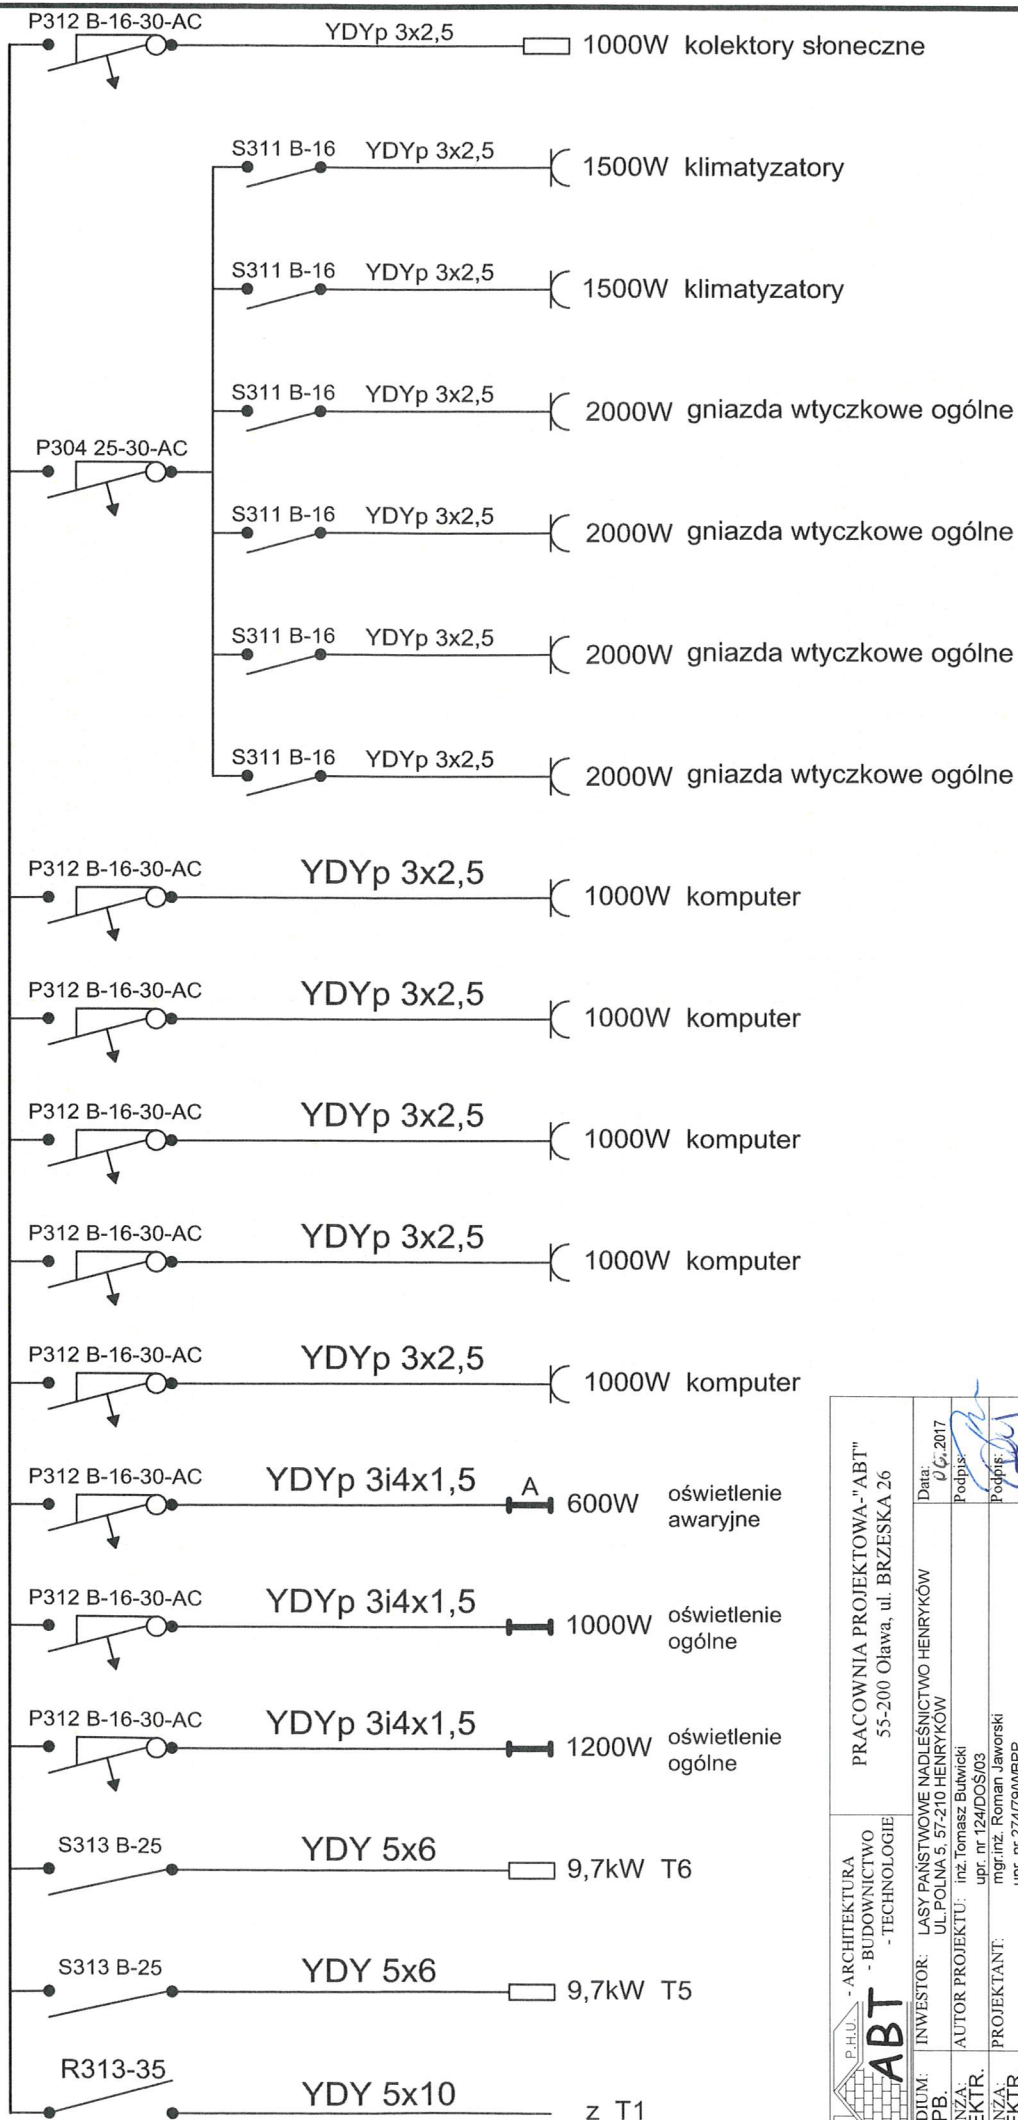 P312 B-16-30-AC YDYp 3x2,5 1000W kolektory słoneczne
S311 B-16 YDYp 3x2,5 1500W klimatyzatory
S311 B-16 YDYp 3x2,5 1500W klimatyzatory
S311 B-16 YDYp 3x2,5 2000W gniazda wtyczkowe ogólne
P304 25-30-AC
S311 B-16 YDYp 3x2,5 2000W gniazda wtyczkowe ogólne
S311 B-16 YDYp 3x2,5 2000W gniazda wtyczkowe ogólne
S311 B-16 YDYp 3x2,5 2000W gniazda wtyczkowe ogólne
P312 B-16-30-AC YDYp 3x2,5 1000W komputer
P312 B-16-30-AC YDYp 3x2,5 1000W komputer
P312 B-16-30-AC YDYp 3x2,5 1000W komputer
P312 B-16-30-AC YDYp 3x2,5 1000W komputer
P312 B-16-30-AC YDYp 3x2,5 1000W komputer
P312 B-16-30-AC YDYp 3i4x1,5 A 600W oświetlenie
awaryjne
P312 B-16-30-AC YDYp 3i4x1,5 1000W oświetlenie
ogólne
P312 B-16-30-AC YDYp 3i4x1,5 1200W oświetlenie
ogólne
S313 B-25 YDY 5x6 9,7kW T6
S313 B-25 YDY 5x6 9,7kW T5
R313-35 YDY 5x10 z T1
P.H.U. ABT
- ARCHITEKTURA
- BUDOWNICTWO
- TECHNOLOGIE
PRACOWNIA PROJEKTOWA-"ABT"
55-200 Oława, ul. BRZESKA 26
INWESTOR: LASY PAŃSTWOWE NADLEŚNICTWO HENRYKÓW
UL.POLNA 5, 57-210 HENRYKÓW
Data:
06.2017
AUTOR PROJEKTU: inż.Tomasz Butwicki
upr. nr 124/DOŚ/03
Podpis:
PROJEKTANT: mgr.inż. Roman Jaworski
Podpis: